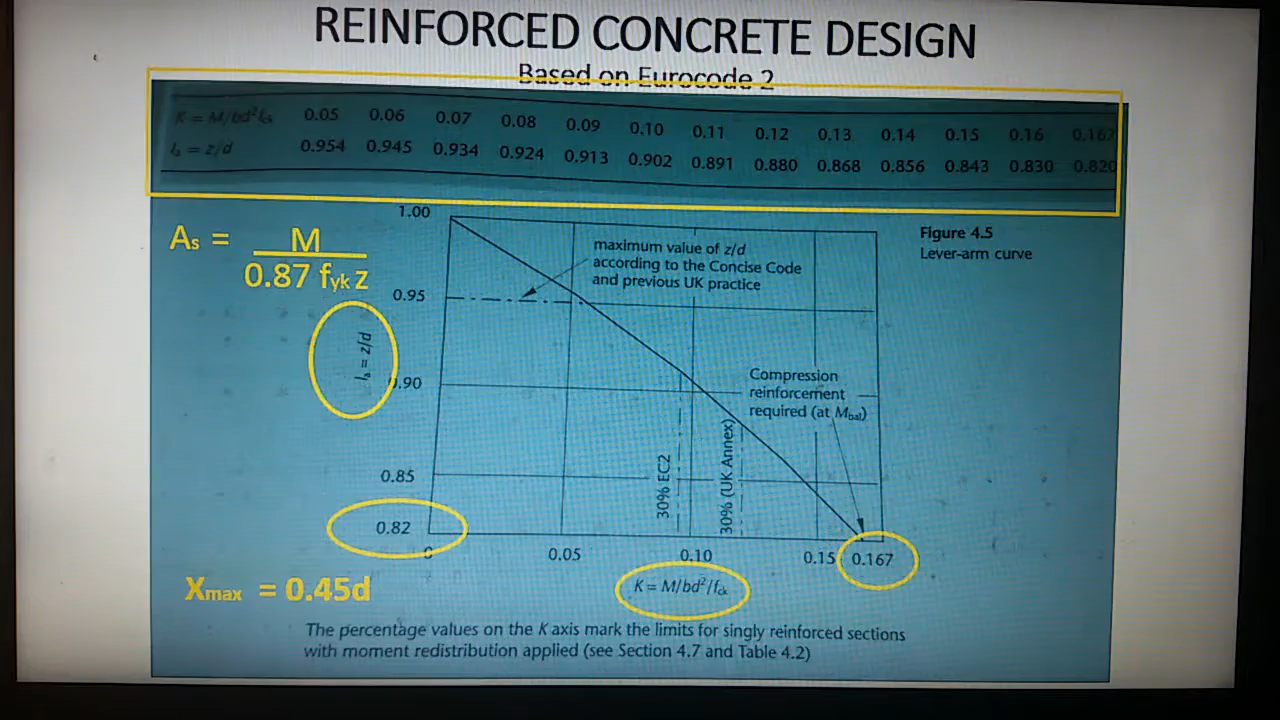 REINFORCED CONCRETE DESIGN
Based on Eurocode 2
K = M/bd²fck 0.05 0.06 0.07 0.08 0.09 0.10 0.11 0.12 0.13 0.14 0.15 0.16 0.167
la = z/d 0.954 0.945 0.934 0.924 0.913 0.902 0.891 0.880 0.868 0.856 0.843 0.830 0.820
As = M
0.87 fyk z
1.00
Figure 4.5
Lever-arm curve
maximum value of z/d
according to the Concise Code
and previous UK practice
0.95
la = z/d
0.90
Compression
reinforcement
required (at Mbal)
30% EC2
30% (UK Annex)
0.85
0.82
0 0.05 0.10 0.15 0.167
K = M/bd²/fck
Xmax = 0.45d
The percentage values on the K axis mark the limits for singly reinforced sections
with moment redistribution applied (see Section 4.7 and Table 4.2)